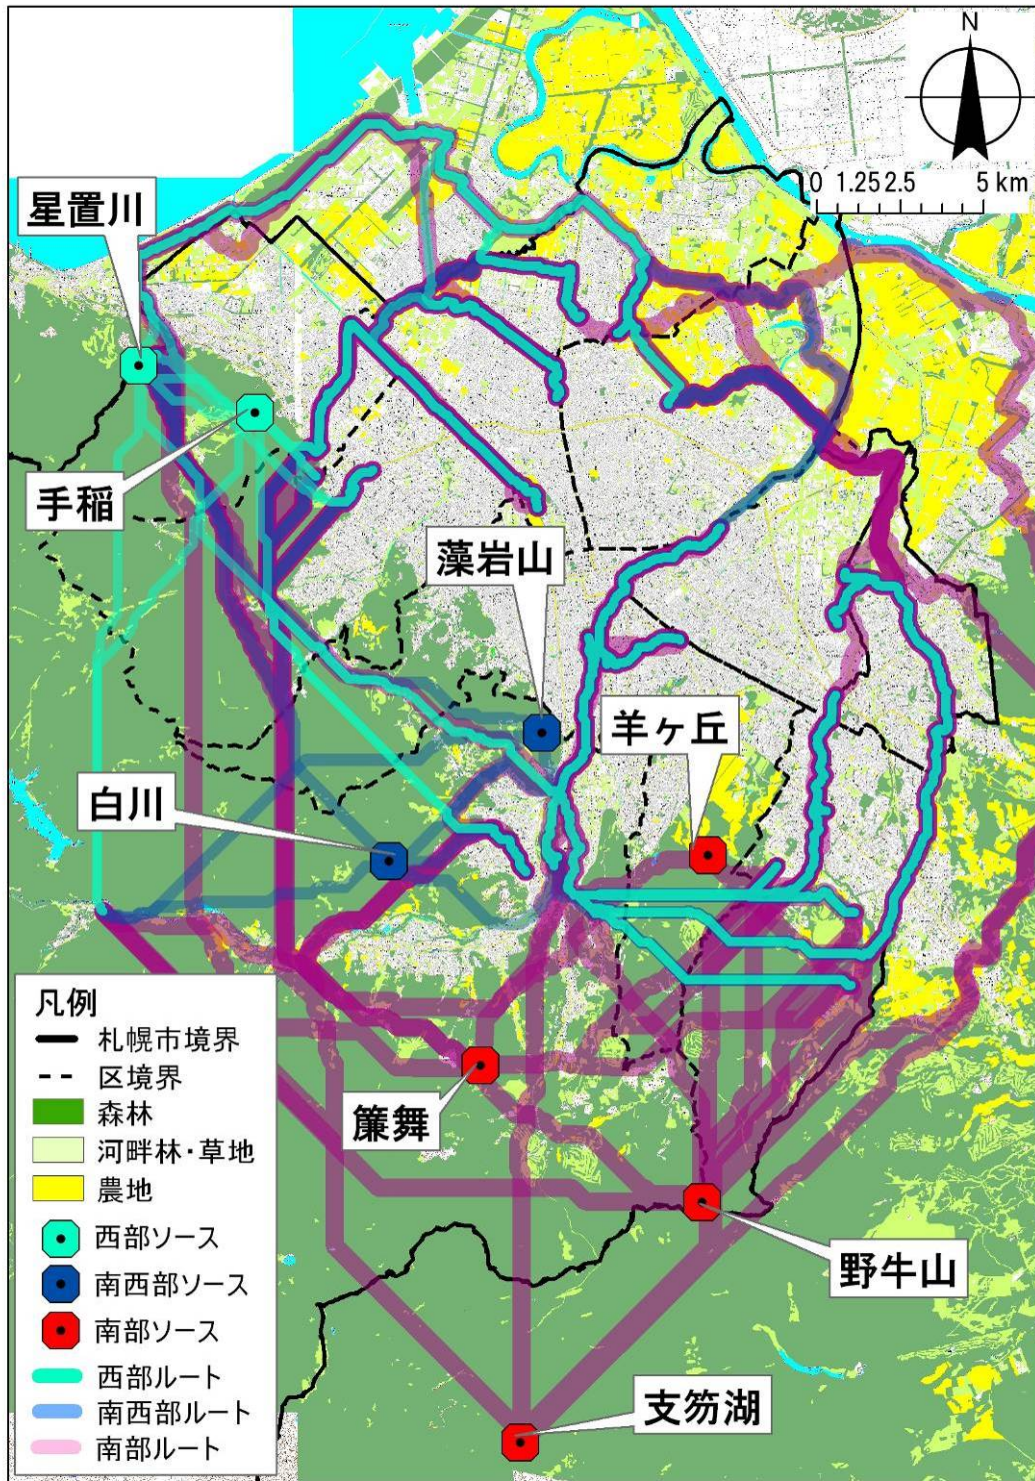 N
0 1.25 2.5 5 km
星置川
手稲
藻岩山
羊ヶ丘
白川
簾舞
野牛山
支笏湖
凡例
札幌市境界
区境界
森林
河畔林・草地
農地
西部ソース
南西部ソース
南部ソース
西部ルート
南西部ルート
南部ルート